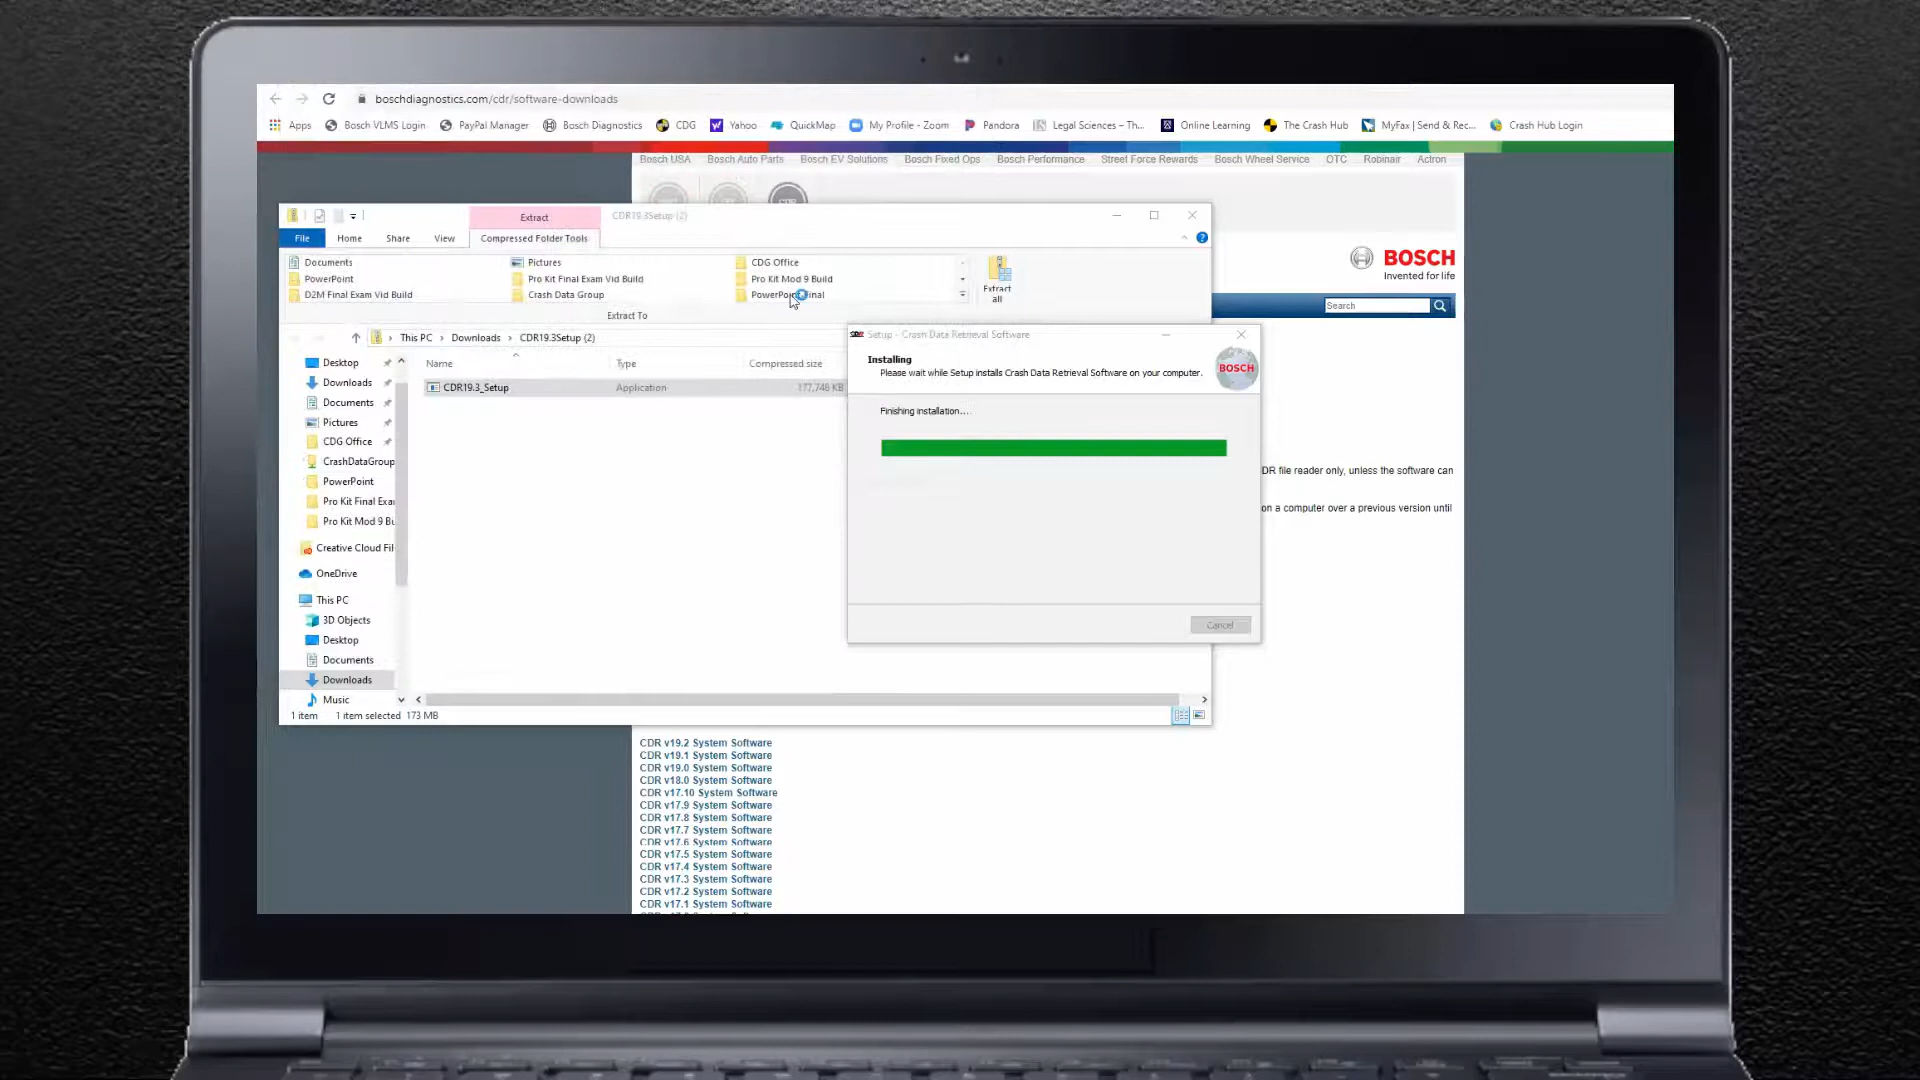 boschdiagnostics.com/cdr/software-downloads
Apps Bosch VLMS Login PayPal Manager Bosch Diagnostics CDG Yahoo QuickMap My Profile - Zoom Pandora Legal Sciences – Th... Online Learning The Crash Hub MyFax | Send & Rec... Crash Hub Login
Bosch USA Bosch Auto Parts Bosch EV Solutions Bosch Fixed Ops Bosch Performance Street Force Rewards Bosch Wheel Service OTC Robinair Actron
BOSCH
Invented for life
Search
Extract CDR19.3Setup (2)
File Home Share View Compressed Folder Tools
Documents Pictures CDG Office
PowerPoint Pro Kit Final Exam Vid Build Pro Kit Mod 9 Build
D2M Final Exam Vid Build Crash Data Group
Extract
all
Extract To
This PC Downloads CDR19.3Setup (2)
Name Type Compressed size
CDR19.3_Setup Application 177,748 KB
Desktop
Downloads
Documents
Pictures
CDG Office
CrashDataGroup
PowerPoint
Pro Kit Final Exa
Pro Kit Mod 9 Bu
Creative Cloud Fil
OneDrive
This PC
3D Objects
Desktop
Documents
Downloads
Music
1 item 1 item selected 173 MB
Setup - Crash Data Retrieval Software
Installing
Please wait while Setup installs Crash Data Retrieval Software on your computer.
BOSCH
Finishing installation....
Cancel
DR file reader only, unless the software can
on a computer over a previous version until
CDR v19.2 System Software
CDR v19.1 System Software
CDR v19.0 System Software
CDR v18.0 System Software
CDR v17.10 System Software
CDR v17.9 System Software
CDR v17.8 System Software
CDR v17.7 System Software
CDR v17.6 System Software
CDR v17.5 System Software
CDR v17.4 System Software
CDR v17.3 System Software
CDR v17.2 System Software
CDR v17.1 System Software